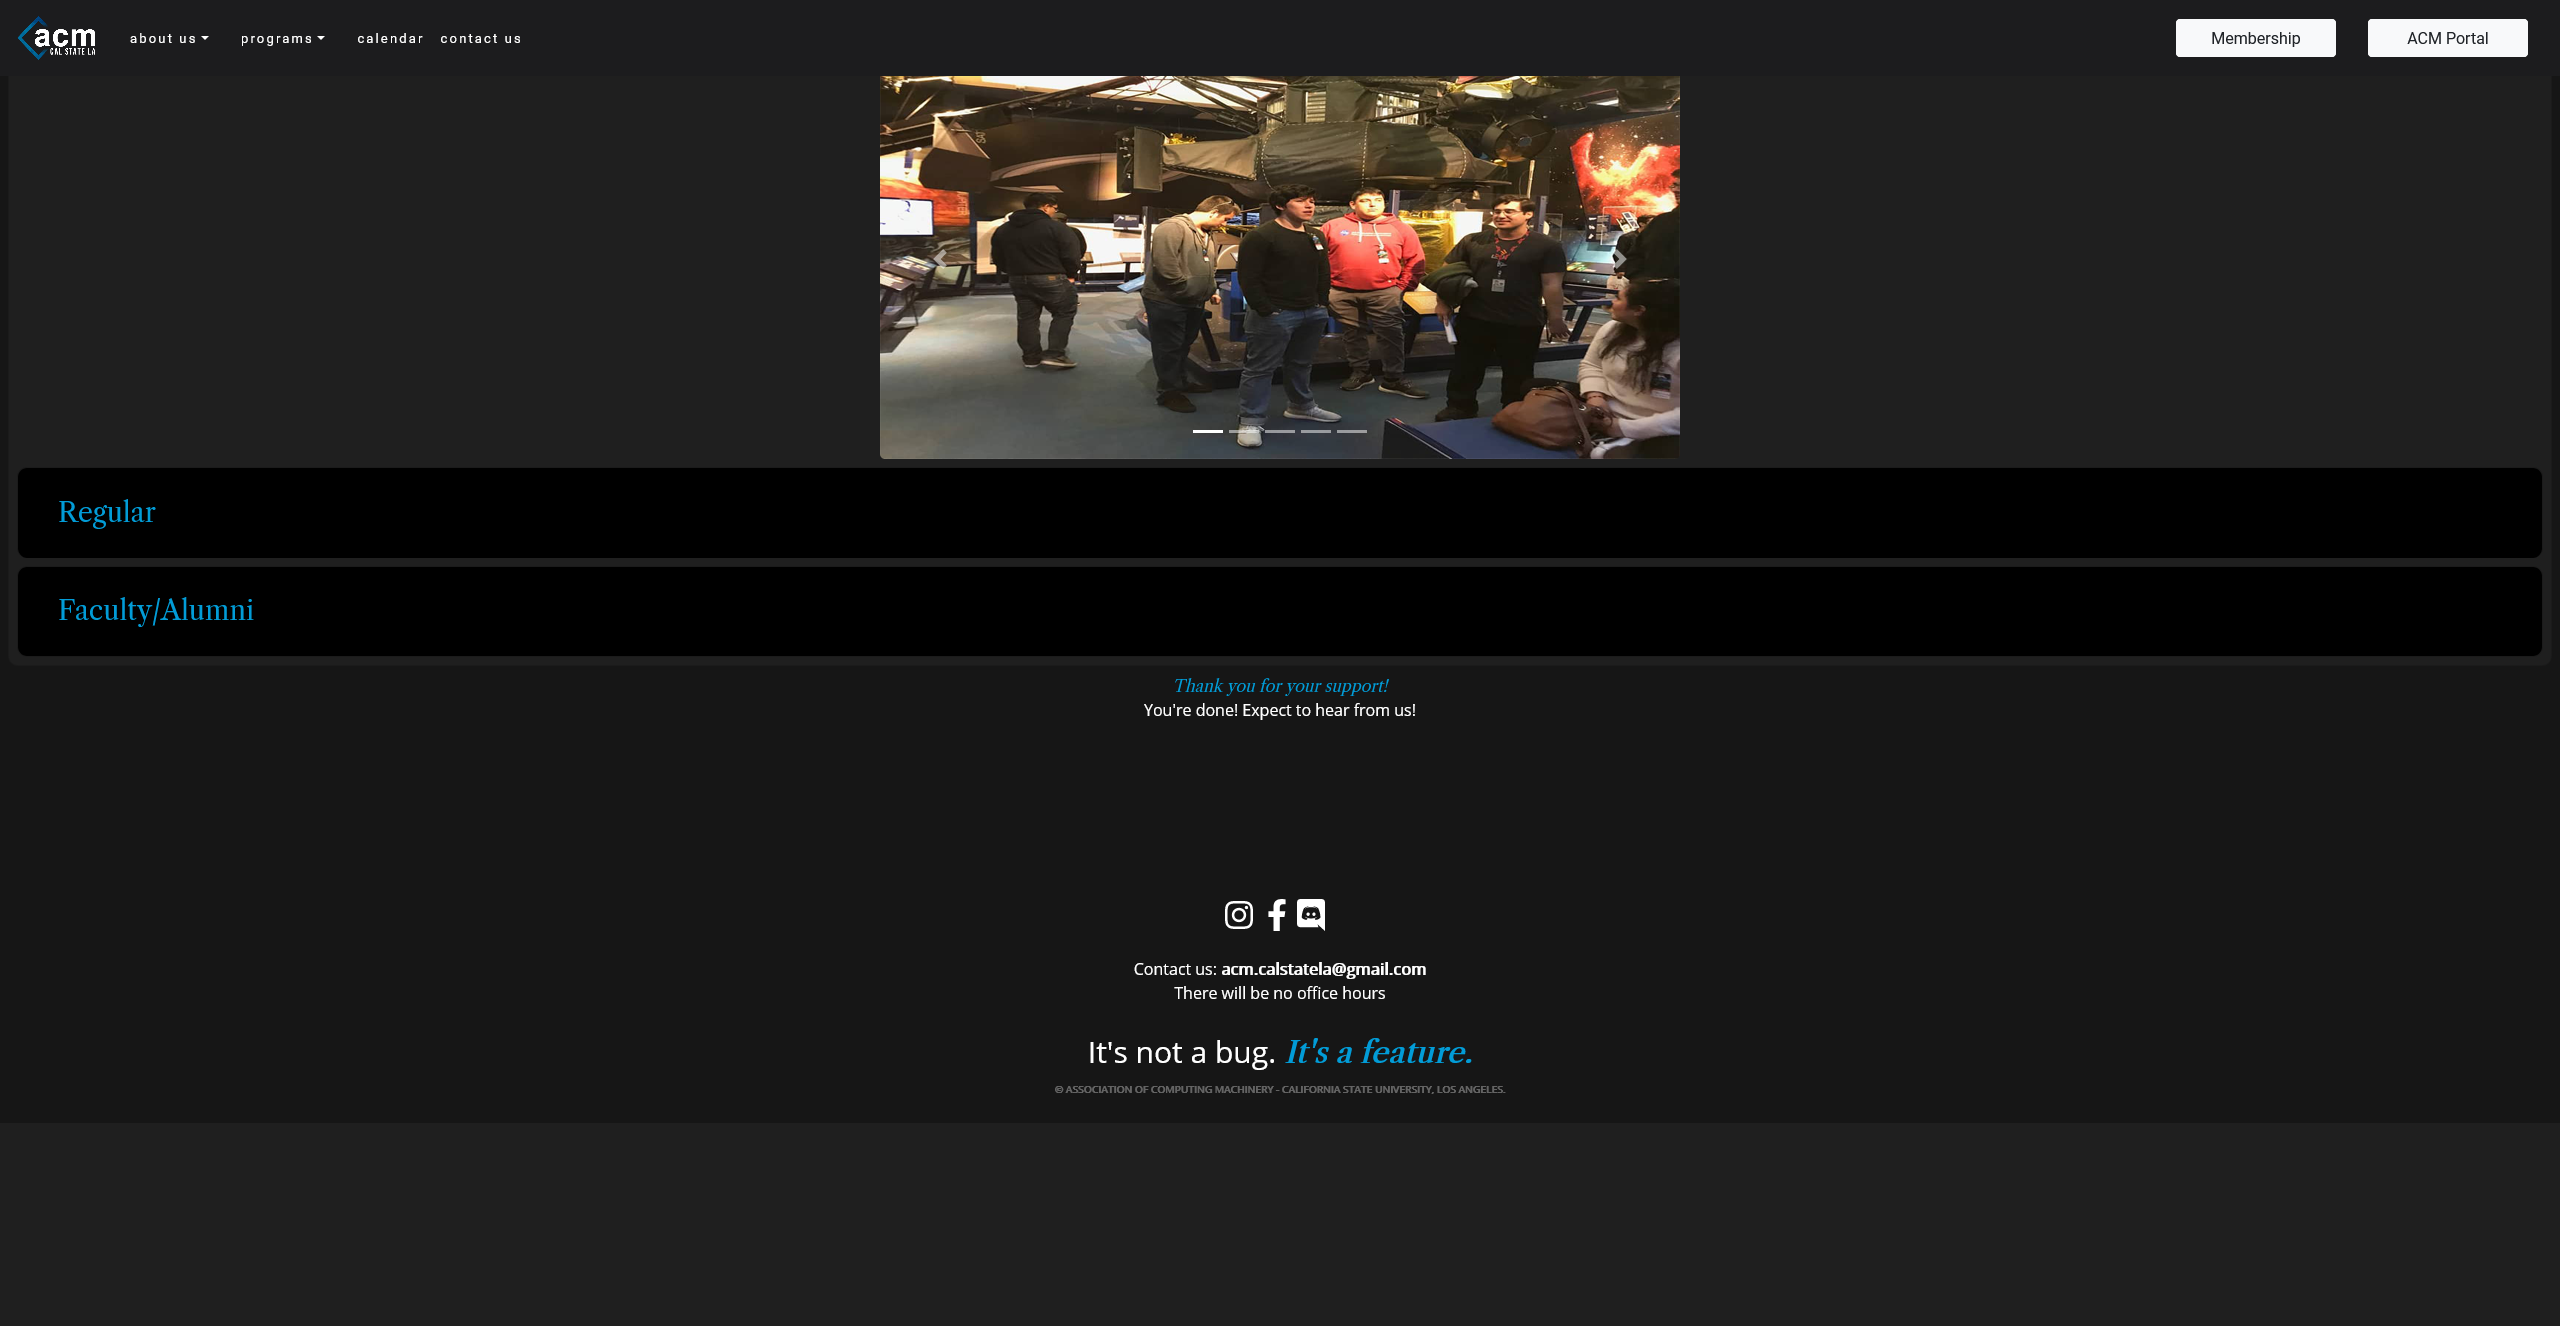 acm
CAL STATE LA
about us
programs
calendar
contact us
Membership
ACM Portal
Regular
Faculty/Alumni
Thank you for your support!
You're done! Expect to hear from us!
Contact us: acm.calstatela@gmail.com
There will be no office hours
It's not a bug. It's a feature.
© ASSOCIATION OF COMPUTING MACHINERY - CALIFORNIA STATE UNIVERSITY, LOS ANGELES.